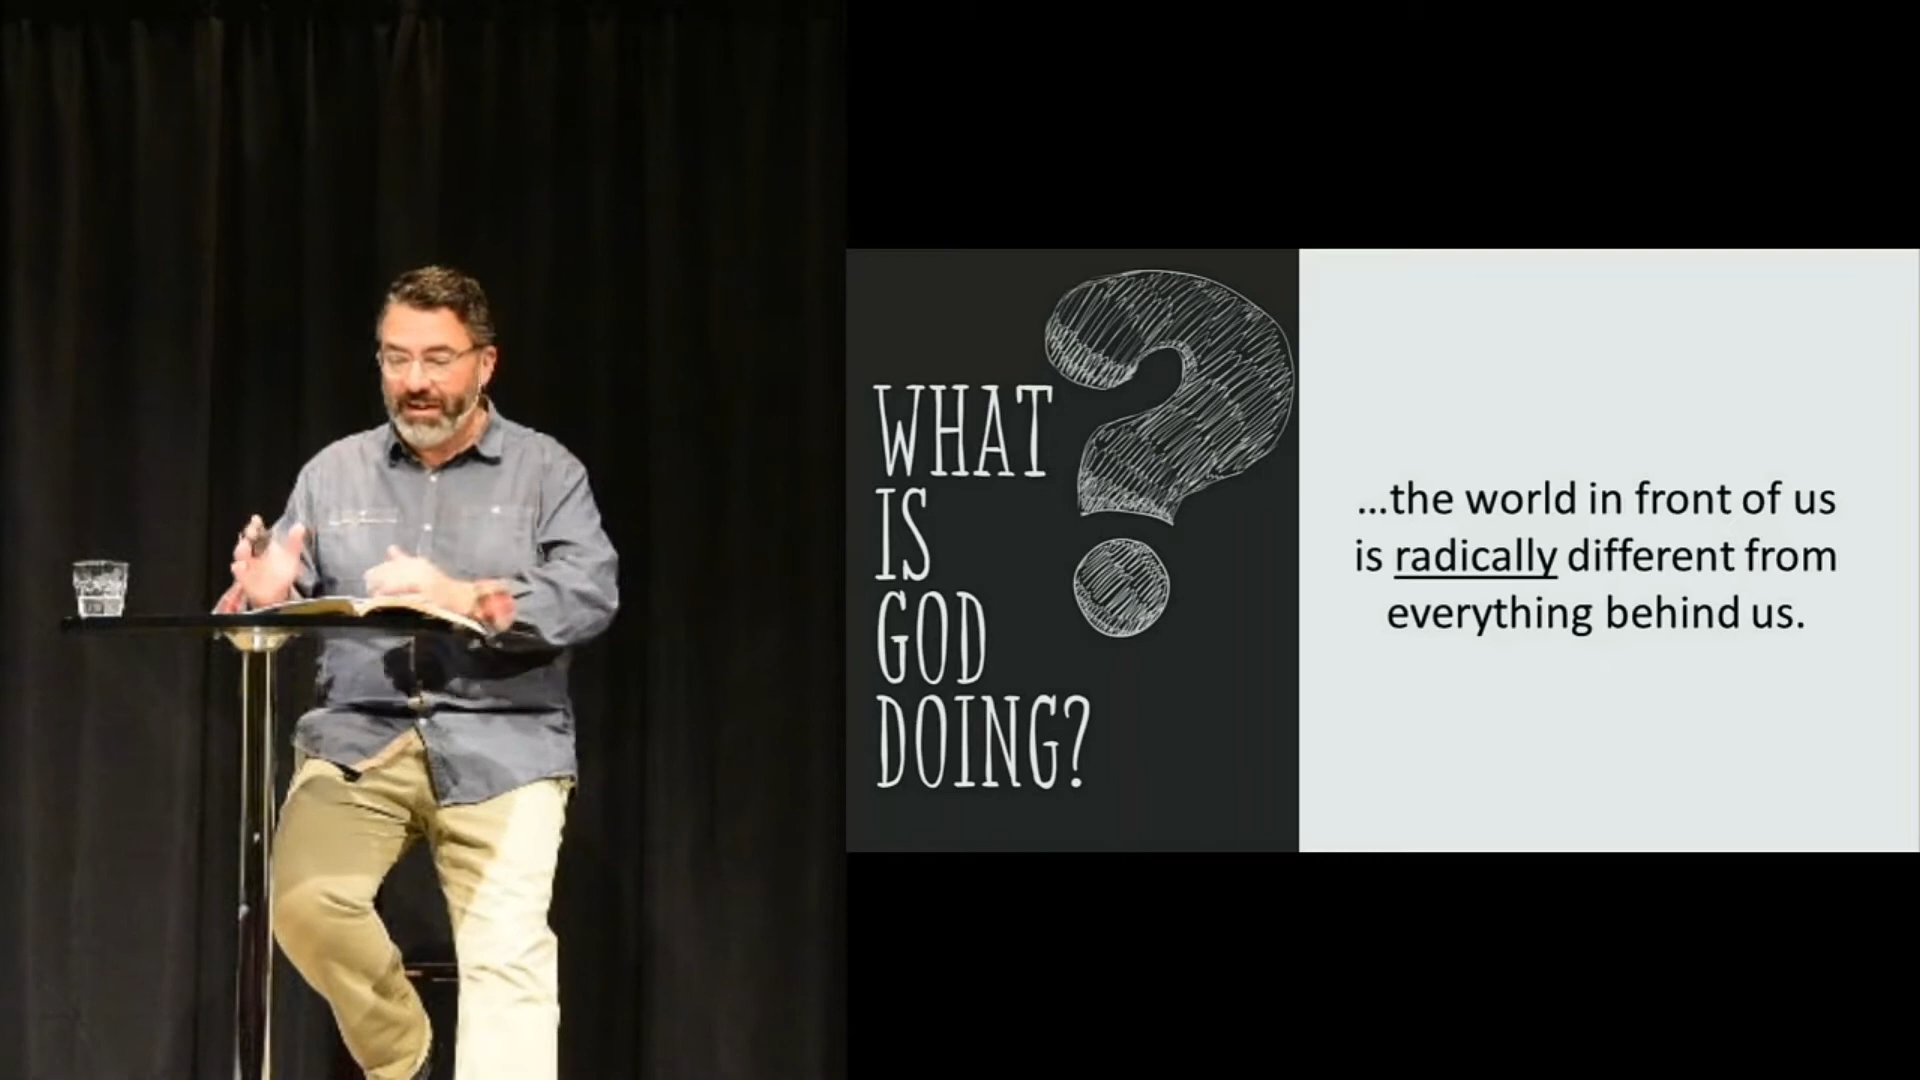 WHAT
IS
GOD
DOING?
...the world in front of us
is radically different from
everything behind us.